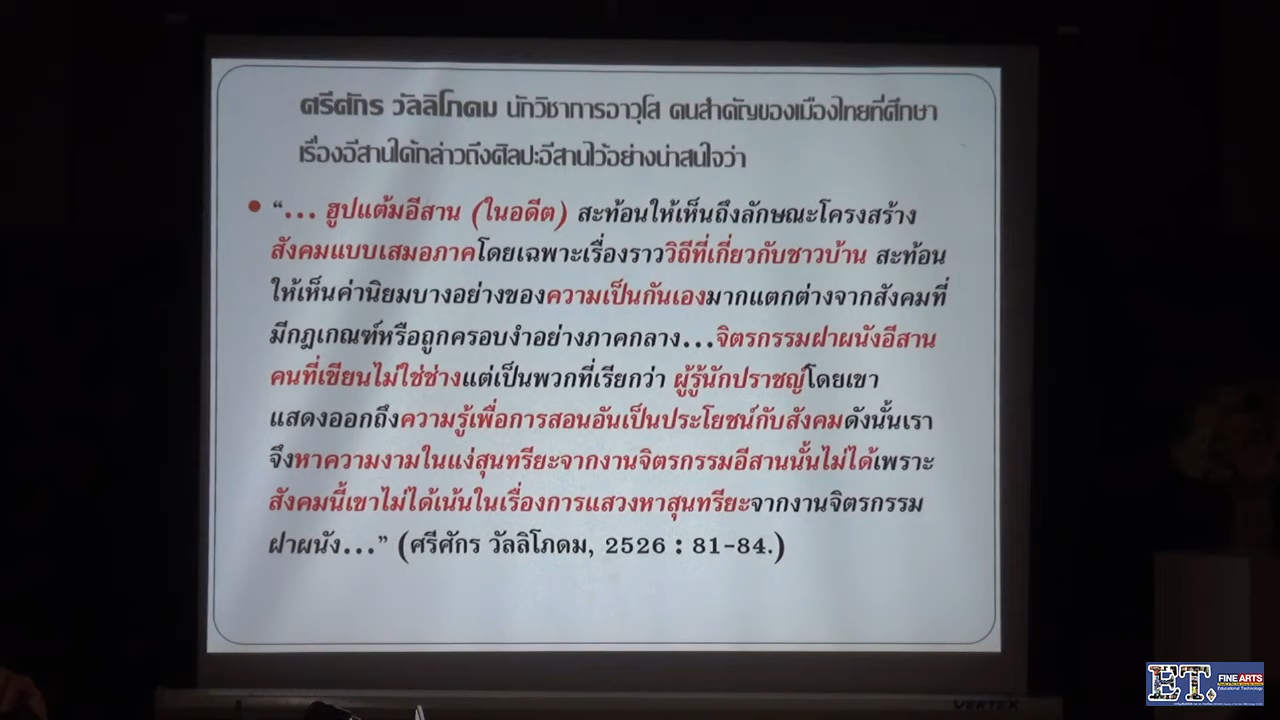 ศรีศักร วัลลิโภดม นักวิชาการอาวุโส คนสำคัญของเมืองไทยที่ศึกษา
เรื่องอีสานได้กล่าวถึงศิลปะอีสานไว้อย่างน่าสนใจว่า
• “... ฮูปแต้มอีสาน (ในอดีต) สะท้อนให้เห็นถึงลักษณะโครงสร้าง
สังคมแบบเสมอภาคโดยเฉพาะเรื่องราววิถีที่เกี่ยวกับชาวบ้าน สะท้อน
ให้เห็นค่านิยมบางอย่างของความเป็นกันเองมากแตกต่างจากสังคมที่
มีกฎเกณฑ์หรือถูกครอบงำอย่างภาคกลาง...จิตรกรรมฝาผนังอีสาน
คนที่เขียนไม่ใช่ช่างแต่เป็นพวกที่เรียกว่า ผู้รู้นักปราชญ์โดยเขา
แสดงออกถึงความรู้เพื่อการสอนอันเป็นประโยชน์กับสังคมดังนั้นเรา
จึงหาความงามในแง่สุนทรียะจากงานจิตรกรรมอีสานนั้นไม่ได้เพราะ
สังคมนี้เขาไม่ได้เน้นในเรื่องการแสวงหาสุนทรียะจากงานจิตรกรรม
ฝาผนัง...” (ศรีศักร วัลลิโภดม, 2526 : 81-84.)
VERTEX
ET. FINE ARTS
Educational Technology